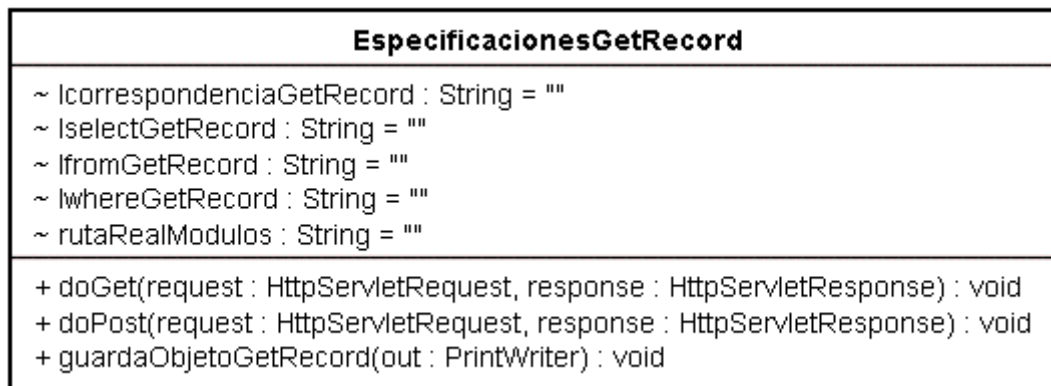 EspecificacionesGetRecord
~ lcorrespondenciaGetRecord : String = ""
~ lselectGetRecord : String = ""
~ lfromGetRecord : String = ""
~ lwhereGetRecord : String = ""
~ rutaRealModulos : String = ""
+ doGet(request : HttpServletRequest, response : HttpServletResponse) : void
+ doPost(request : HttpServletRequest, response : HttpServletResponse) : void
+ guardaObjetoGetRecord(out : PrintWriter) : void